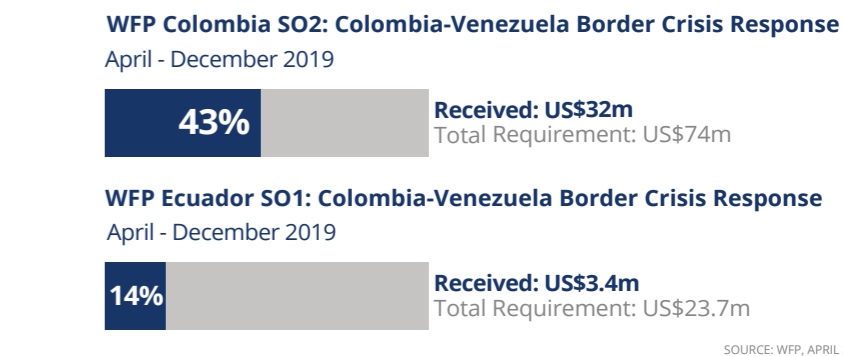 WFP Colombia SO2: Colombia-Venezuela Border Crisis Response
April - December 2019
43%
Received: US$32m
Total Requirement: US$74m
WFP Ecuador SO1: Colombia-Venezuela Border Crisis Response
April - December 2019
14%
Received: US$3.4m
Total Requirement: US$23.7m
SOURCE: WFP, APRIL